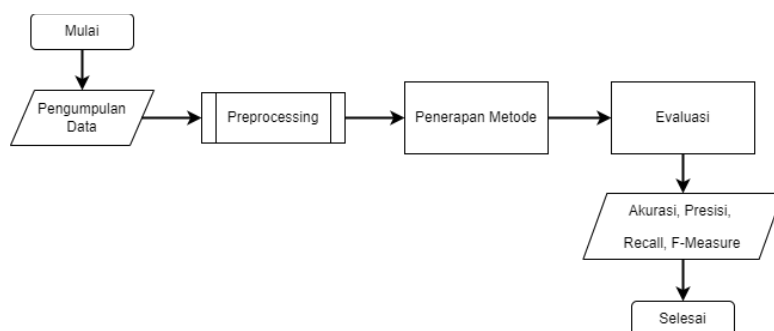 Mulai
Pengumpulan
Data
Preprocessing
Penerapan Metode
Evaluasi
Akurasi, Presisi,
Recall, F-Measure
Selesai